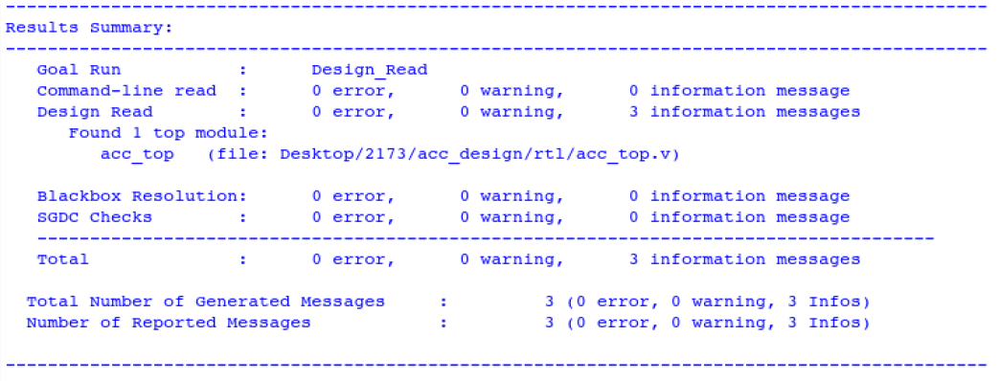 --------------------------------------------------------------------------------------------
Results Summary:
--------------------------------------------------------------------------------------------
   Goal Run           :      Design_Read
   Command-line read  :      0 error,      0 warning,      0 information message
   Design Read        :      0 error,      0 warning,      3 information messages
      Found 1 top module:
         acc_top   (file: Desktop/2173/acc_design/rtl/acc_top.v)

   Blackbox Resolution:      0 error,      0 warning,      0 information message
   SGDC Checks        :      0 error,      0 warning,      0 information message
   -------------------------------------------------------------------------------------
   Total              :      0 error,      0 warning,      3 information messages

  Total Number of Generated Messages     :         3 (0 error, 0 warning, 3 Infos)
  Number of Reported Messages            :         3 (0 error, 0 warning, 3 Infos)

--------------------------------------------------------------------------------------------